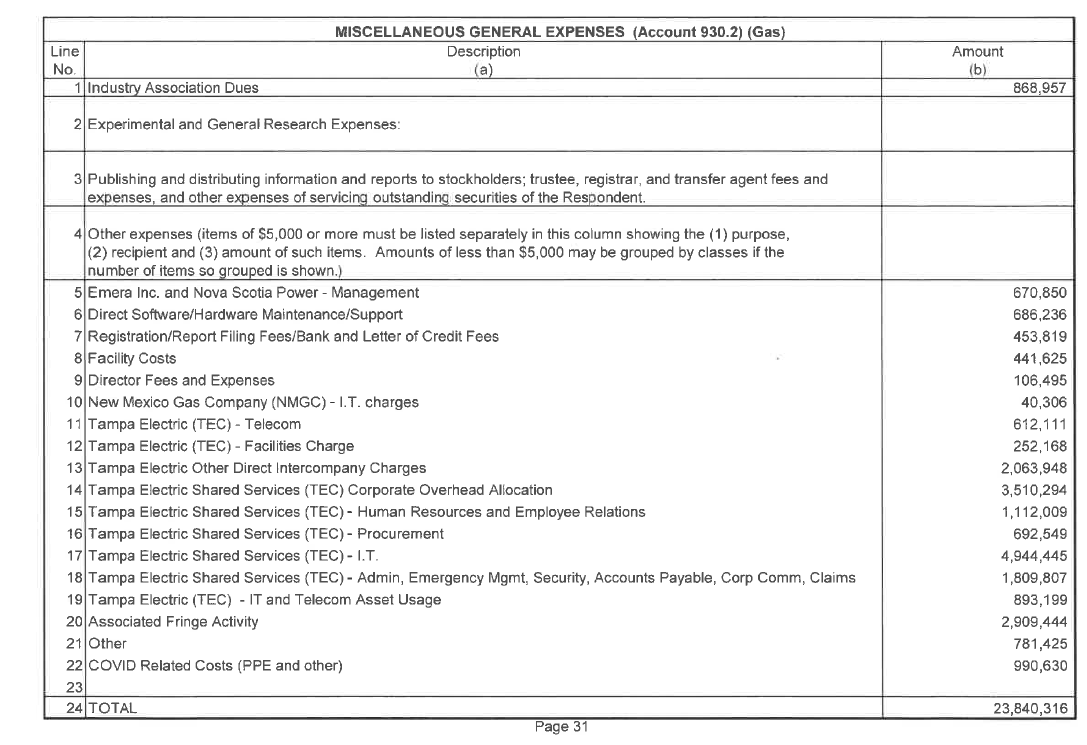 MISCELLANEOUS GENERAL EXPENSES (Account 930.2) (Gas)
Line Description Amount
No. (a) (b)
1 Industry Association Dues 868,957
2 Experimental and General Research Expenses:
3 Publishing and distributing information and reports to stockholders; trustee, registrar, and transfer agent fees and
expenses, and other expenses of servicing outstanding securities of the Respondent.
4 Other expenses (items of $5,000 or more must be listed separately in this column showing the (1) purpose,
(2) recipient and (3) amount of such items. Amounts of less than $5,000 may be grouped by classes if the
number of items so grouped is shown.)
5 Emera Inc. and Nova Scotia Power - Management 670,850
6 Direct Software/Hardware Maintenance/Support 686,236
7 Registration/Report Filing Fees/Bank and Letter of Credit Fees 453,819
8 Facility Costs 441,625
9 Director Fees and Expenses 106,495
10 New Mexico Gas Company (NMGC) - I.T. charges 40,306
11 Tampa Electric (TEC) - Telecom 612,111
12 Tampa Electric (TEC) - Facilities Charge 252,168
13 Tampa Electric Other Direct Intercompany Charges 2,063,948
14 Tampa Electric Shared Services (TEC) Corporate Overhead Allocation 3,510,294
15 Tampa Electric Shared Services (TEC) - Human Resources and Employee Relations 1,112,009
16 Tampa Electric Shared Services (TEC) - Procurement 692,549
17 Tampa Electric Shared Services (TEC) - I.T. 4,944,445
18 Tampa Electric Shared Services (TEC) - Admin, Emergency Mgmt, Security, Accounts Payable, Corp Comm, Claims 1,809,807
19 Tampa Electric (TEC) - IT and Telecom Asset Usage 893,199
20 Associated Fringe Activity 2,909,444
21 Other 781,425
22 COVID Related Costs (PPE and other) 990,630
23
24 TOTAL 23,840,316
Page 31